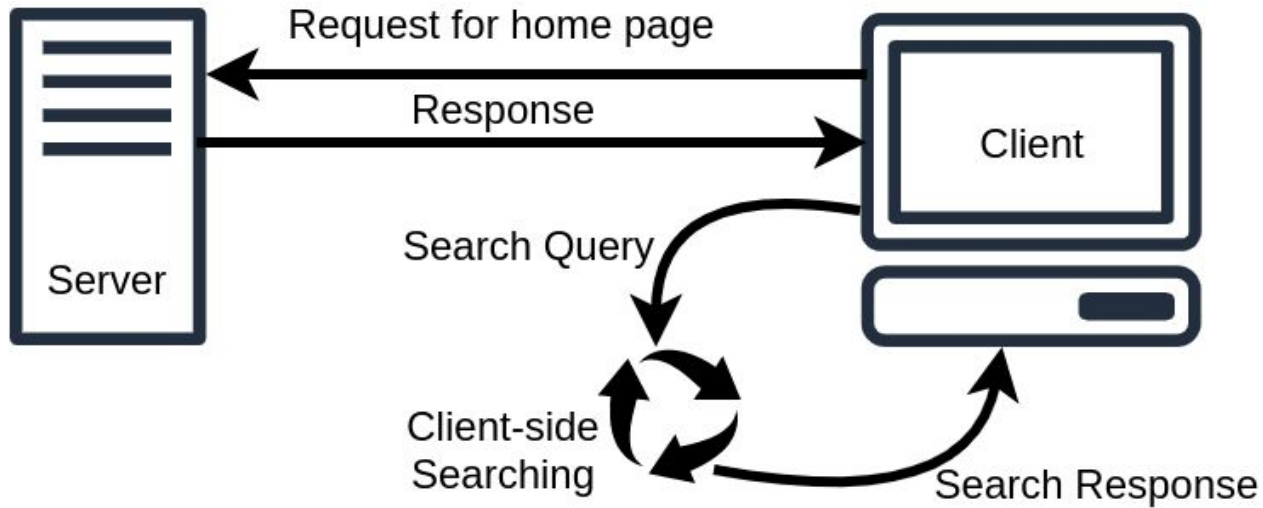 Request for home page
Response
Client
Search Query
Server
Client-side
Searching
Search Response